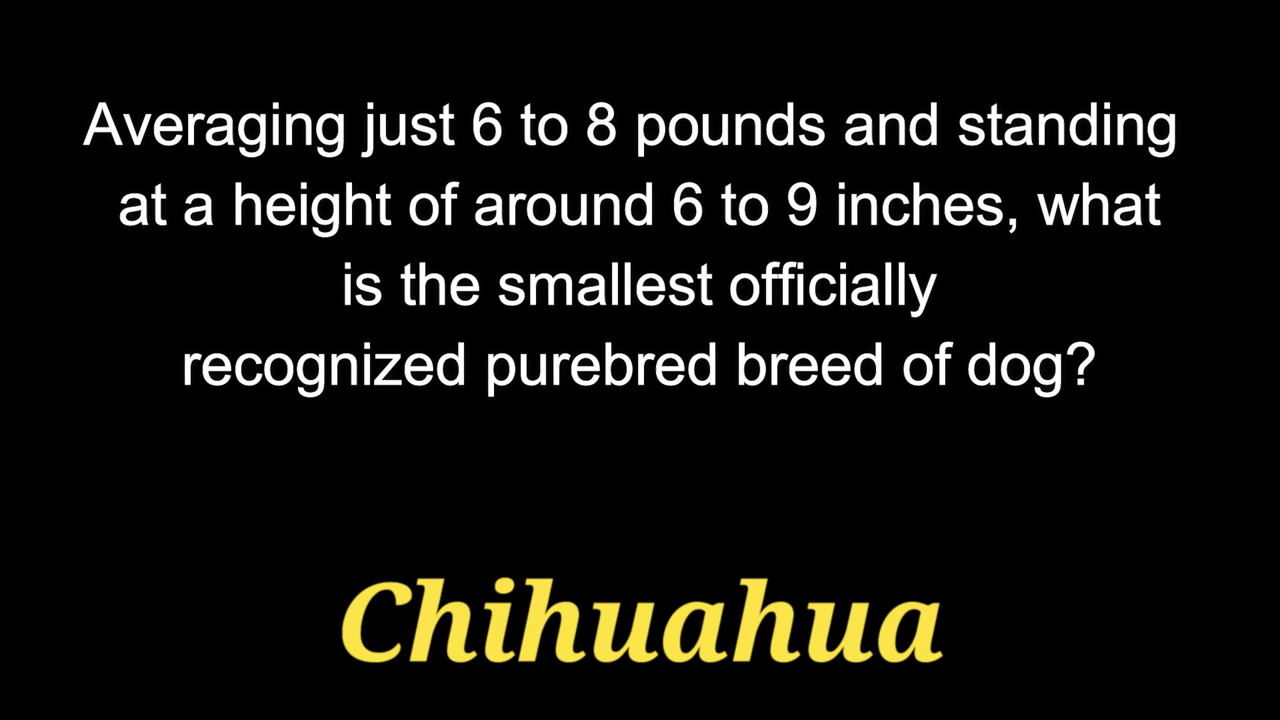 Averaging just 6 to 8 pounds and standing
at a height of around 6 to 9 inches, what
is the smallest officially
recognized purebred breed of dog?
Chihuahua